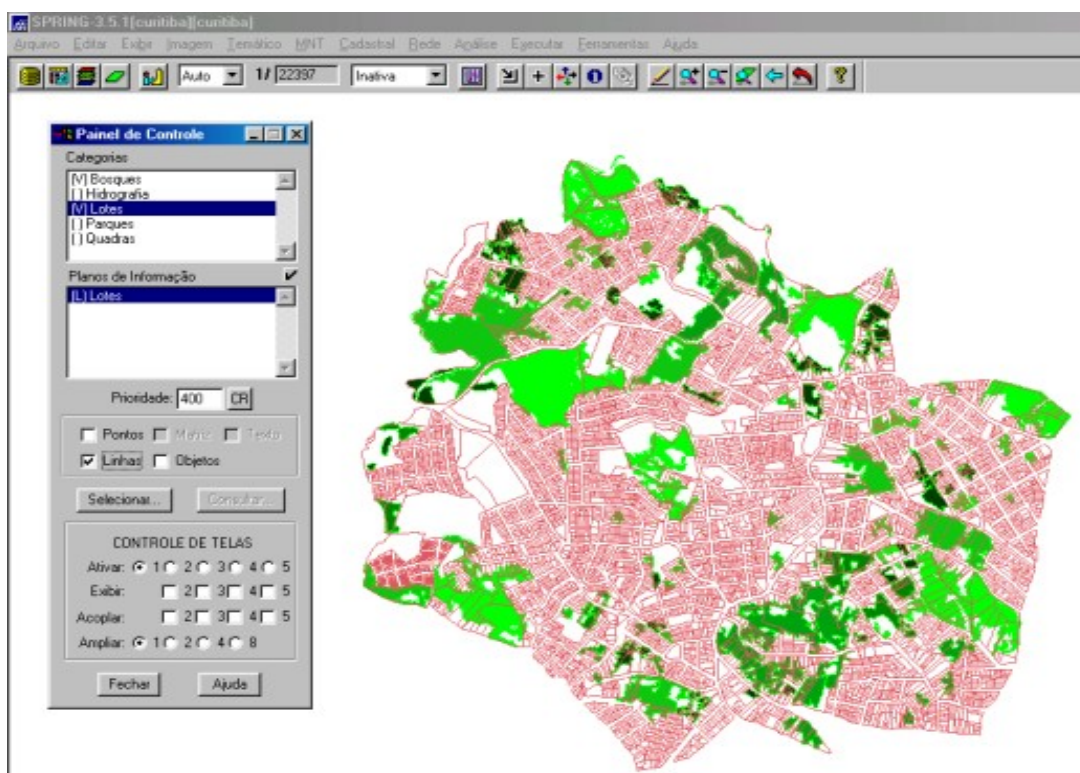 SPRING-3.5.1[curitiba][curitiba]
Arquivo Editar Exibir Imagem Temático MNT Cadastral Rede Análise Executar Ferramentas Ajuda
Auto 1/ 22397 Inativa
Painel de Controle
Categorias
[V] Bosques
[ ] Hidrografia
[V] Lotes
[ ] Parques
[ ] Quadras
Planos de Informação
[L] Lotes
Prioridade: 400 CR
Pontos Matriz Texto
Linhas Objetos
Selecionar... Consultar...
CONTROLE DE TELAS
Ativar: 1 2 3 4 5
Exibir: 2 3 4 5
Acoplar: 2 3 4 5
Ampliar: 1 2 4 8
Fechar Ajuda